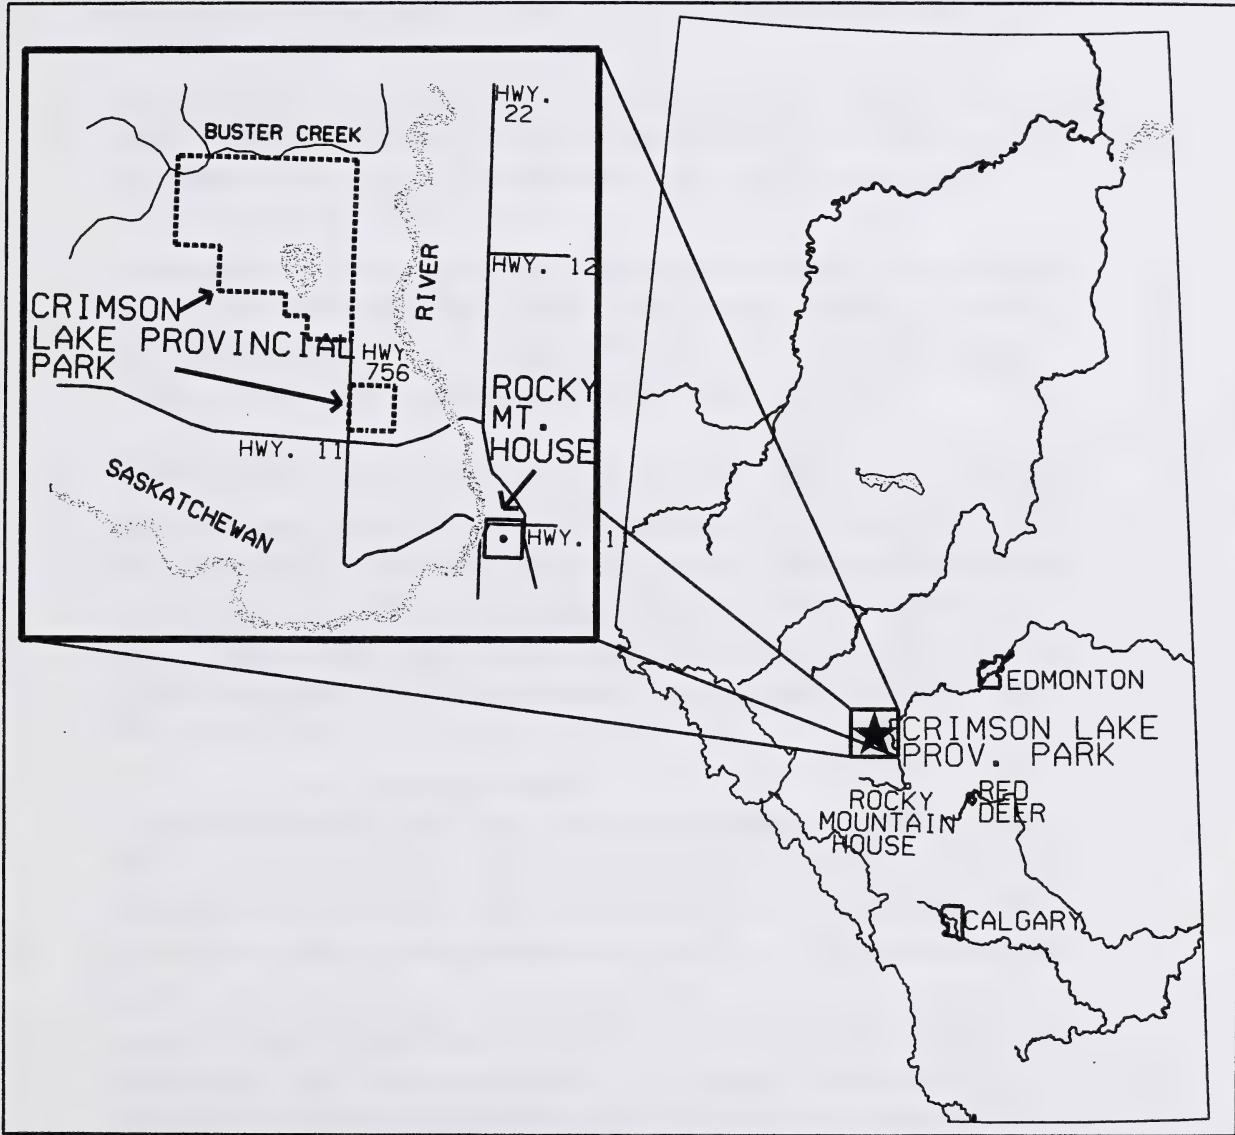 HWY.
22
BUSTER CREEK
RIVER
HWY. 12
CRIMSON
LAKE PROVINCIAL
PARK
HWY
756
ROCKY
MT.
HOUSE
HWY. 11
SASKATCHEWAN
HWY. 11
EDMONTON
CRIMSON LAKE
PROV. PARK
RED
DEER
ROCKY
MOUNTAIN
HOUSE
CALGARY